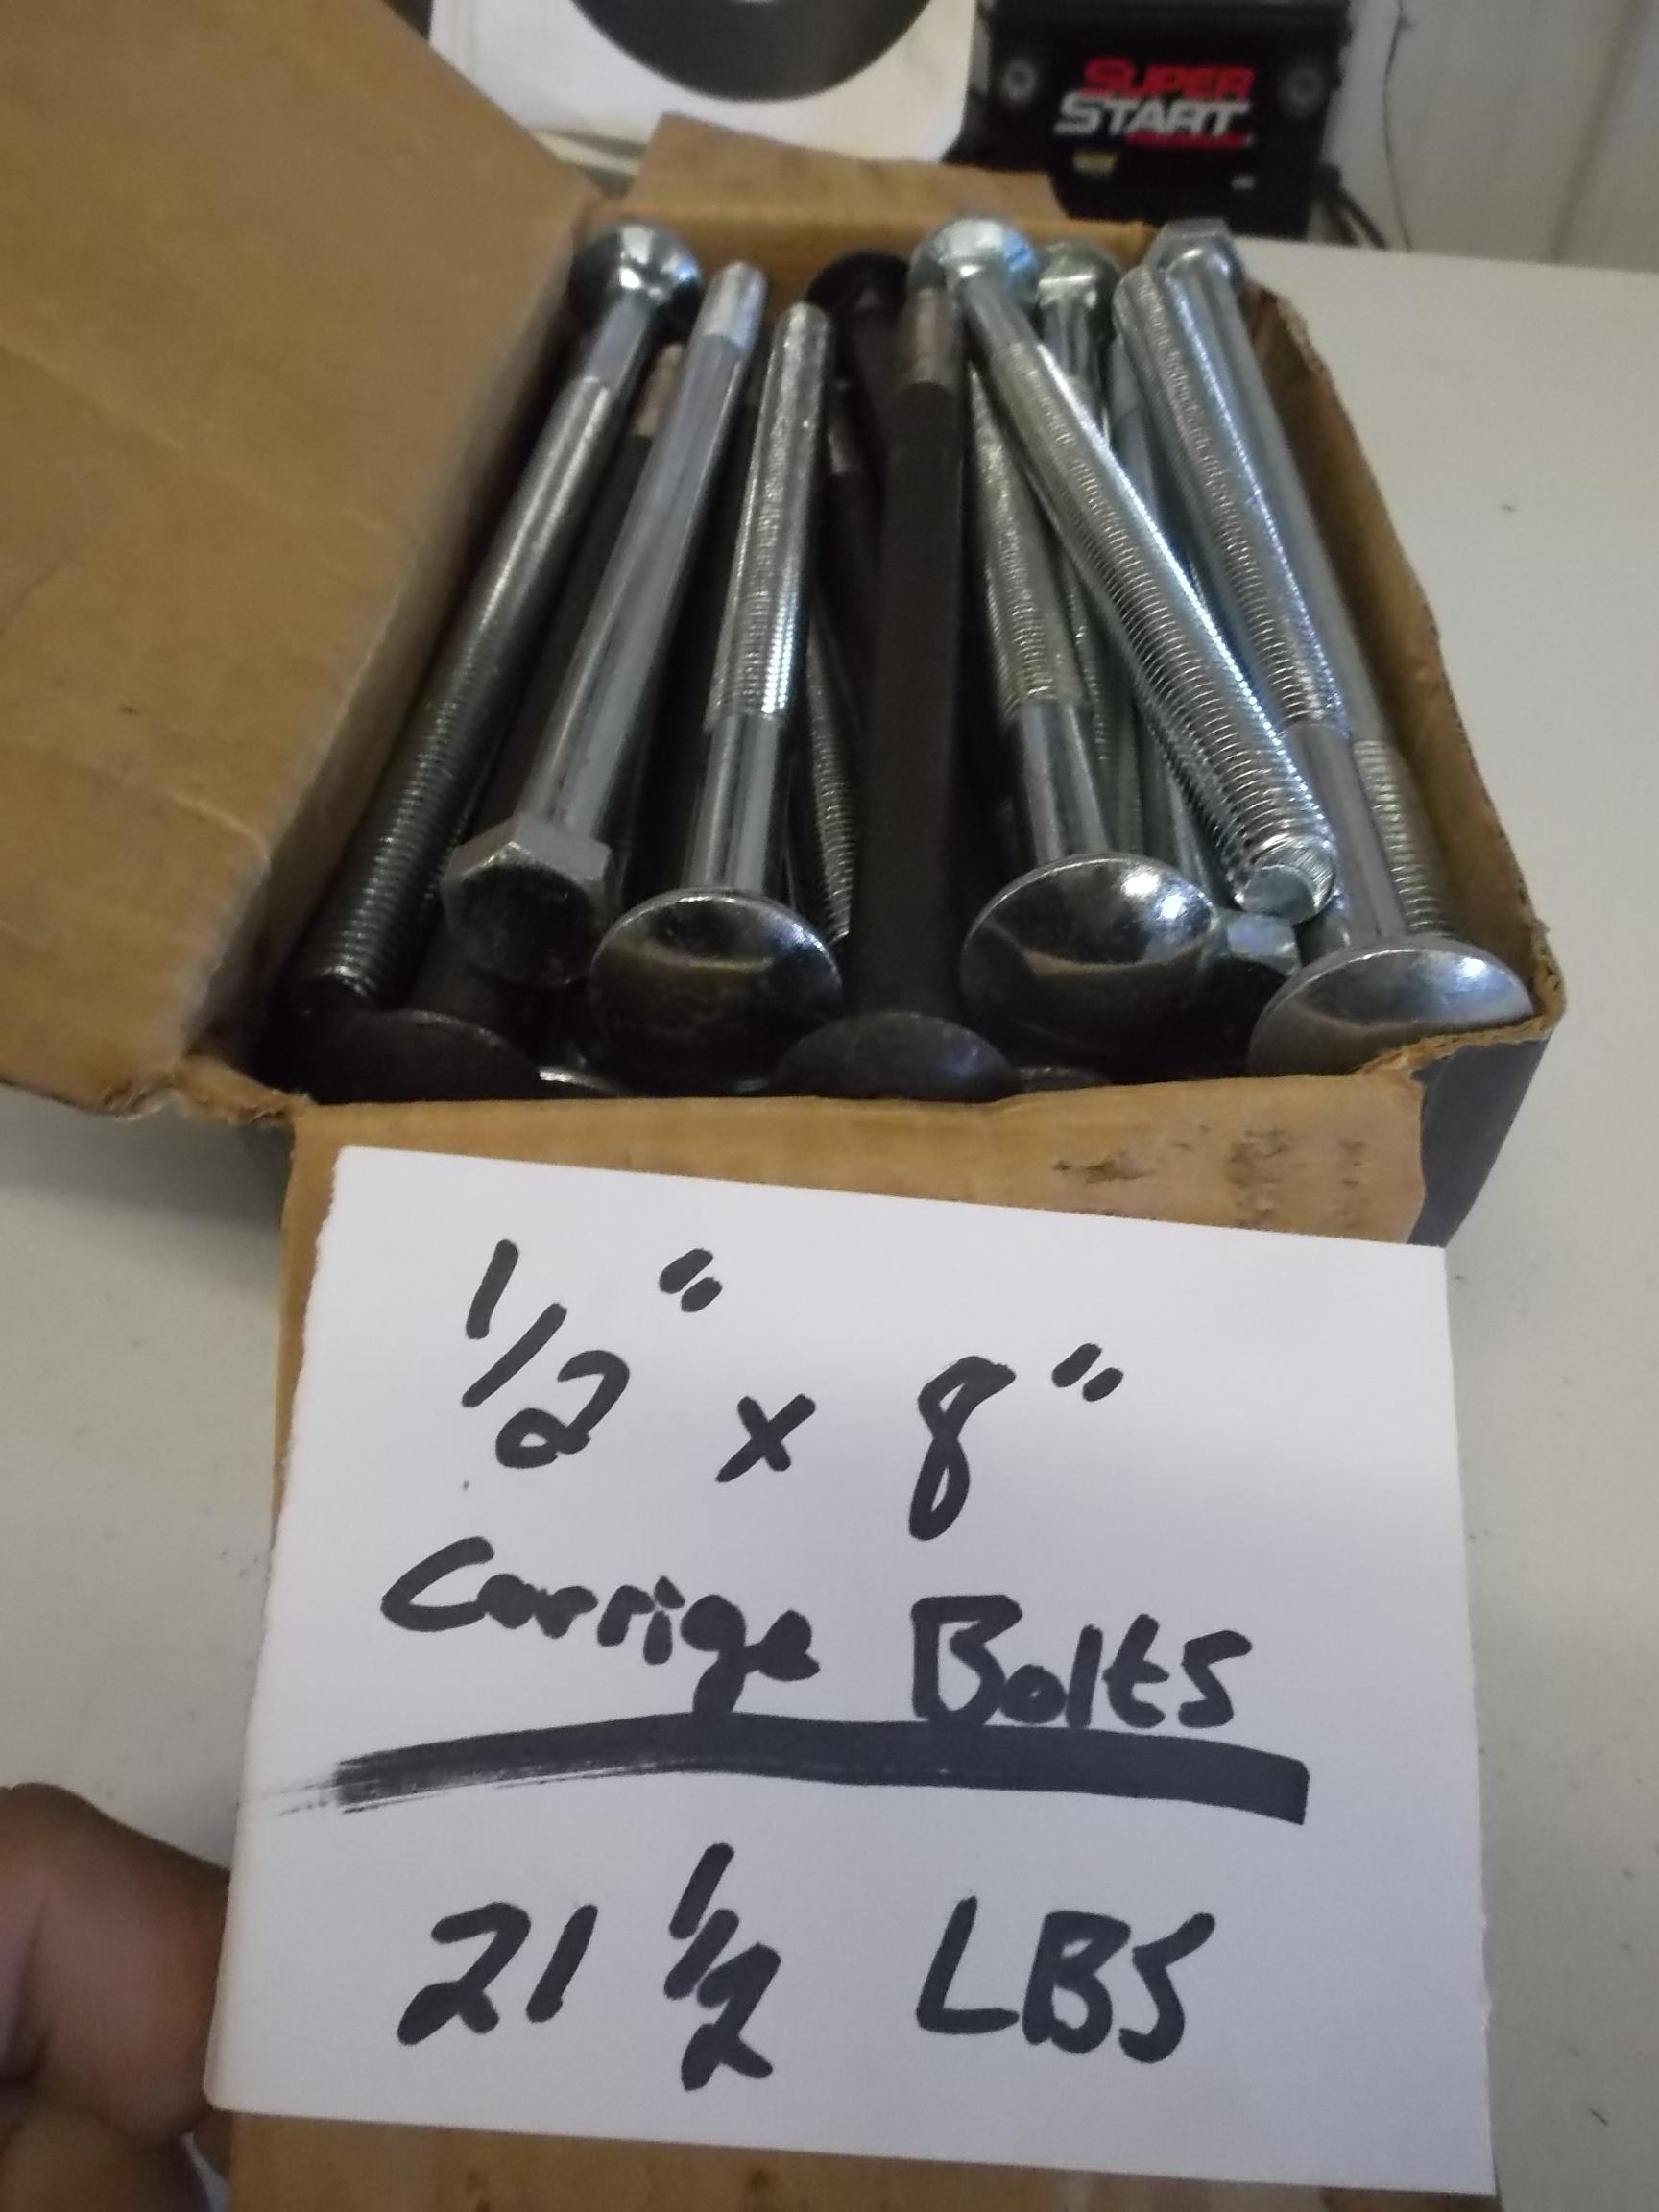 SUPER
START
1/2" x 8"
Carrige Bolts
21 1/2 LBS